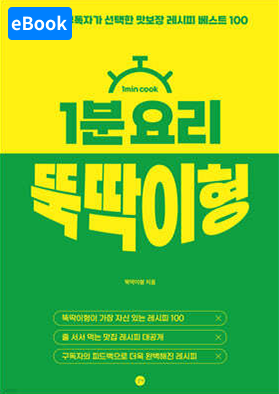 eBook
구독자가 선택한 맛보장 레시피 베스트 100
1min cook
1분 요리
뚝딱이형
뚝딱이형 지음
뚝딱이형이 가장 자신 있는 레시피 100
줄 서서 먹는 맛집 레시피 대공개
구독자의 피드백으로 더욱 완벽해진 레시피